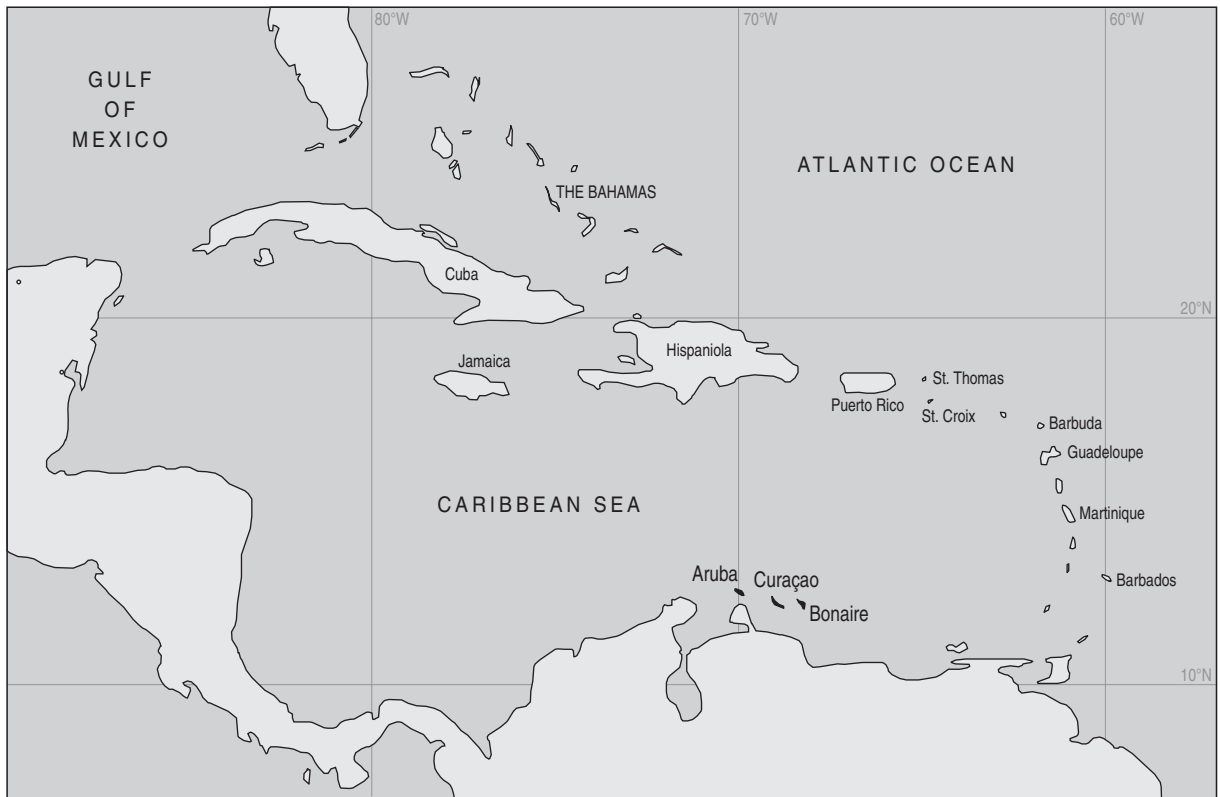 80°W
70°W
60°W
GULF
OF
MEXICO
ATLANTIC OCEAN
THE BAHAMAS
Cuba
20°N
Hispaniola
Jamaica
St. Thomas
Puerto Rico
St. Croix
Barbuda
Guadeloupe
CARIBBEAN SEA
Martinique
Aruba
Curaçao
Barbados
Bonaire
10°N